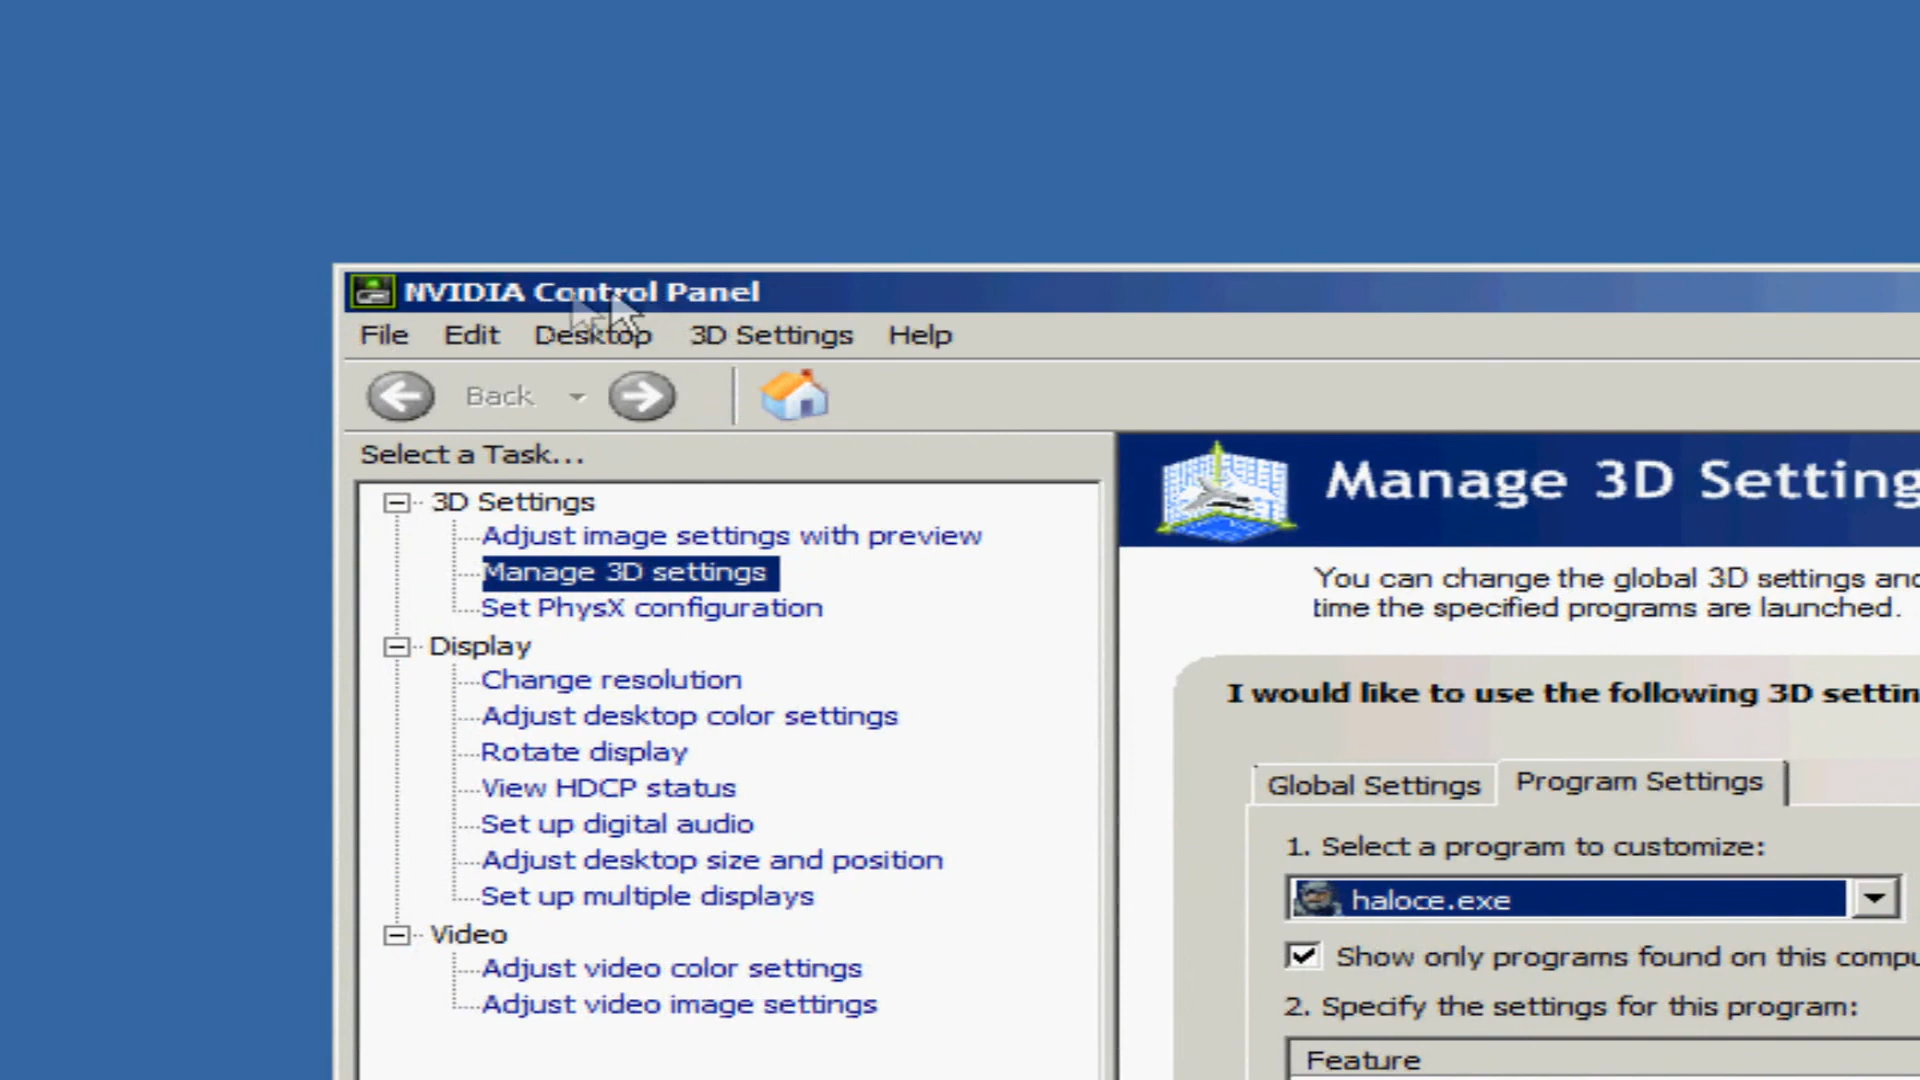 NVIDIA Control Panel
File Edit Desktop 3D Settings Help
Back
Select a Task...
3D Settings
Adjust image settings with preview
Manage 3D settings
Set PhysX configuration
Display
Change resolution
Adjust desktop color settings
Rotate display
View HDCP status
Set up digital audio
Adjust desktop size and position
Set up multiple displays
Video
Adjust video color settings
Adjust video image settings
Manage 3D Setting
You can change the global 3D settings and
time the specified programs are launched.
I would like to use the following 3D settin
Global Settings Program Settings
1. Select a program to customize:
haloce.exe
Show only programs found on this compu
2. Specify the settings for this program:
Feature